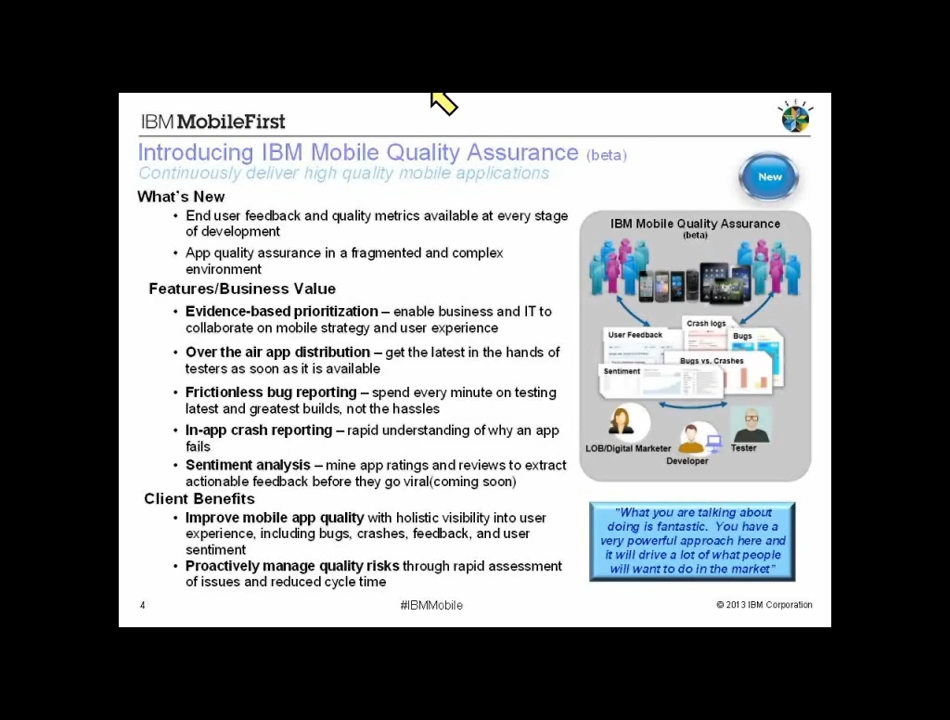 IBM MobileFirst
Introducing IBM Mobile Quality Assurance (beta)
Continuously deliver high quality mobile applications
New
What's New
• End user feedback and quality metrics available at every stage
of development
• App quality assurance in a fragmented and complex
environment
Features/Business Value
• Evidence-based prioritization – enable business and IT to
collaborate on mobile strategy and user experience
• Over the air app distribution – get the latest in the hands of
testers as soon as it is available
• Frictionless bug reporting – spend every minute on testing
latest and greatest builds, not the hassles
• In-app crash reporting – rapid understanding of why an app
fails
• Sentiment analysis – mine app ratings and reviews to extract
actionable feedback before they go viral(coming soon)
Client Benefits
• Improve mobile app quality with holistic visibility into user
experience, including bugs, crashes, feedback, and user
sentiment
• Proactively manage quality risks through rapid assessment
of issues and reduced cycle time
IBM Mobile Quality Assurance
(beta)
Crash logs
User Feedback
Bugs
Bugs vs. Crashes
Sentiment
LOB/Digital Marketer
Tester
Developer
"What you are talking about
doing is fantastic. You have a
very powerful approach here and
it will drive a lot of what people
will want to do in the market"
4
#IBMMobile
© 2013 IBM Corporation